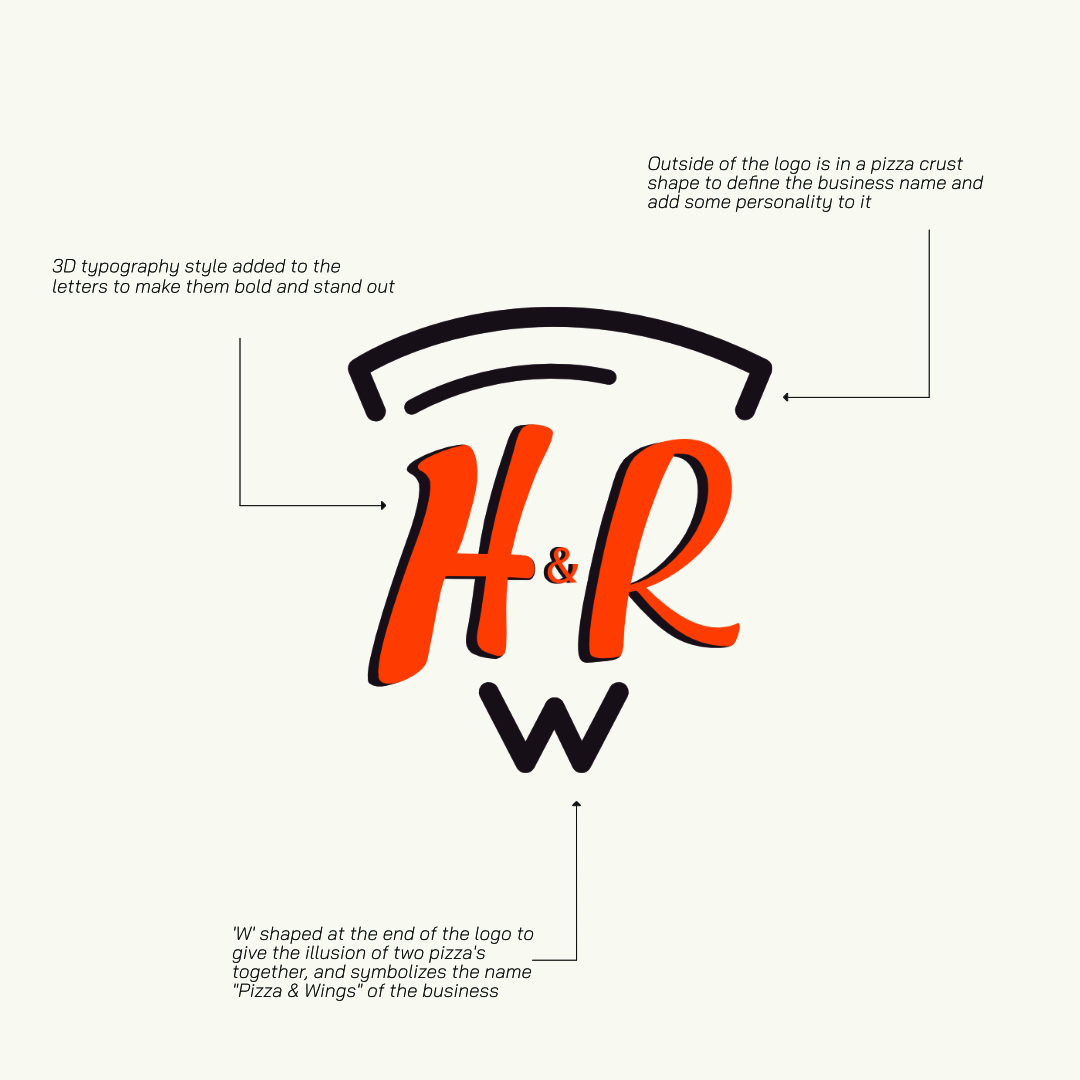 Outside of the logo is in a pizza crust
shape to define the business name and
add some personality to it
3D typography style added to the
letters to make them bold and stand out
H&R
W
'W' shaped at the end of the logo to
give the illusion of two pizza's
together, and symbolizes the name
"Pizza & Wings" of the business